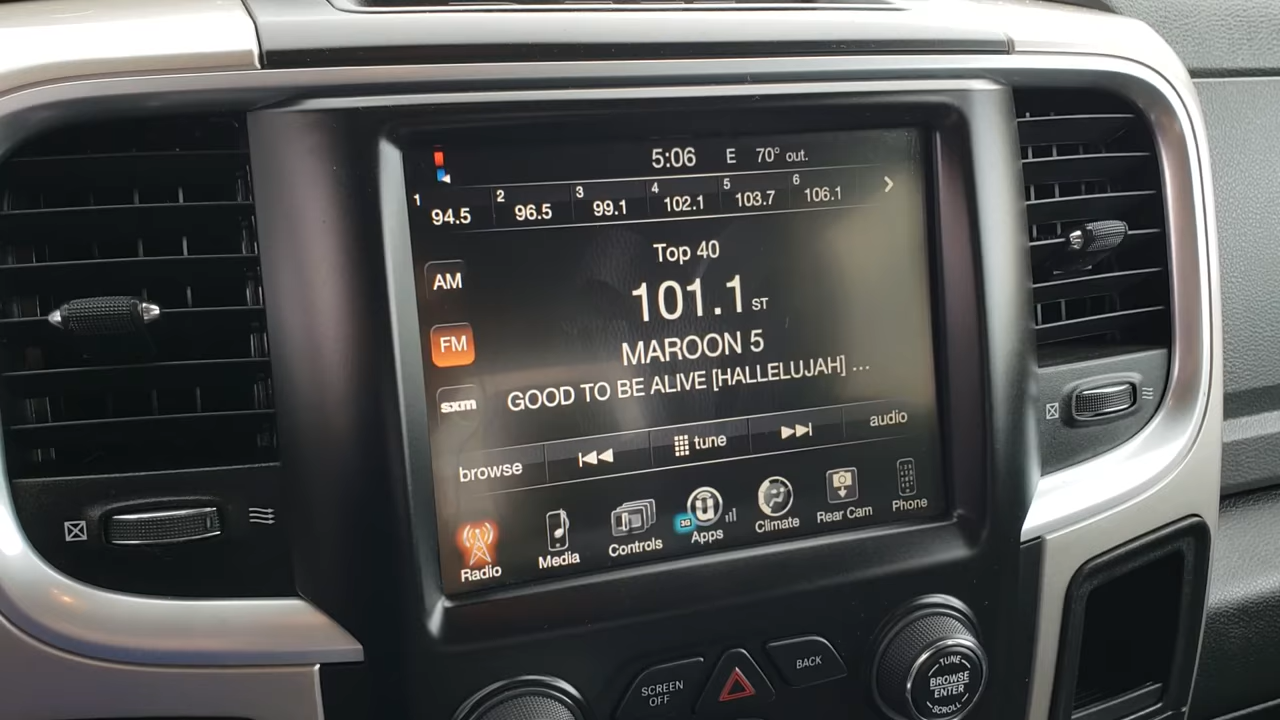 5:06 E 70° out.
1 94.5 2 96.5 3 99.1 4 102.1 5 103.7 6 106.1
Top 40
AM
101.1 ST
FM
MAROON 5
sxm
GOOD TO BE ALIVE [HALLELUJAH] ...
browse tune audio
Radio Media Controls 3G Apps Climate Rear Cam Phone
SCREEN
OFF
BACK
TUNE
BROWSE
ENTER
SCROLL